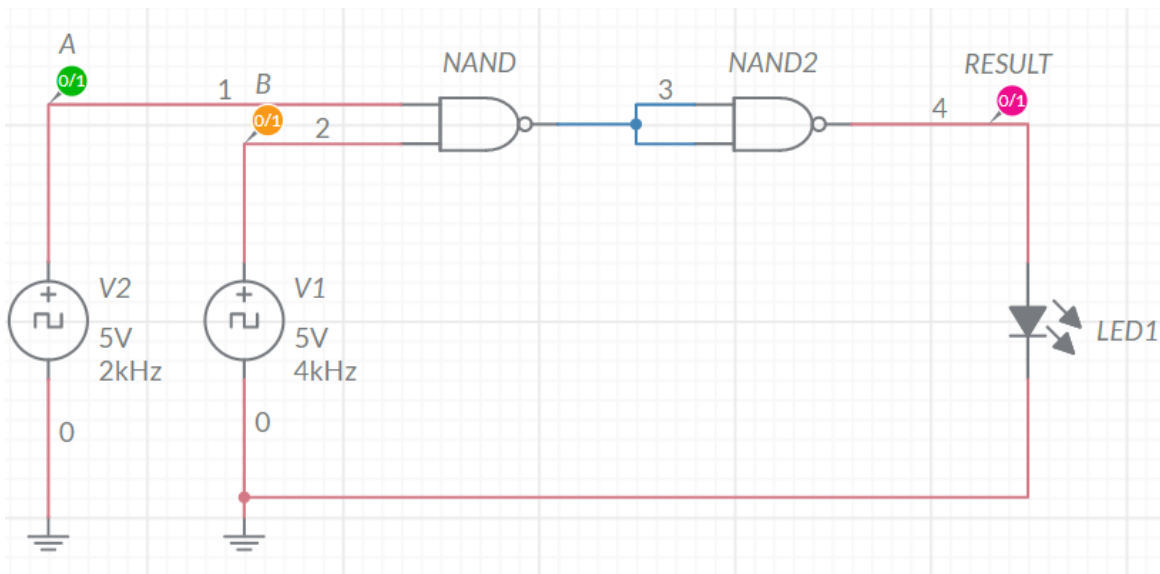 A
0/1
1
B
0/1
2
NAND
3
NAND2
RESULT
0/1
4
V2
5V
2kHz
V1
5V
4kHz
LED1
0
0